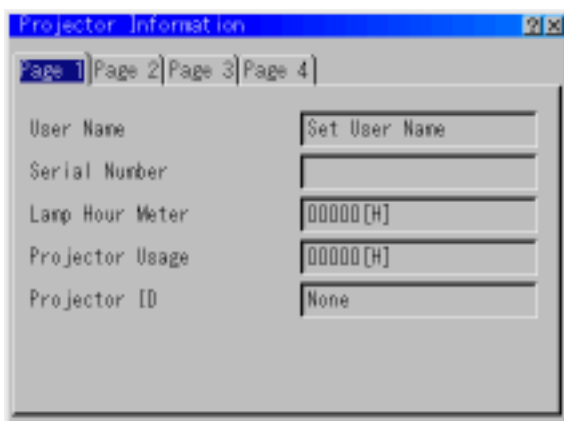 Projector Information
Page 1 Page 2 Page 3 Page 4
User Name Set User Name
Serial Number
Lamp Hour Meter 00000[H]
Projector Usage 00000[H]
Projector ID None